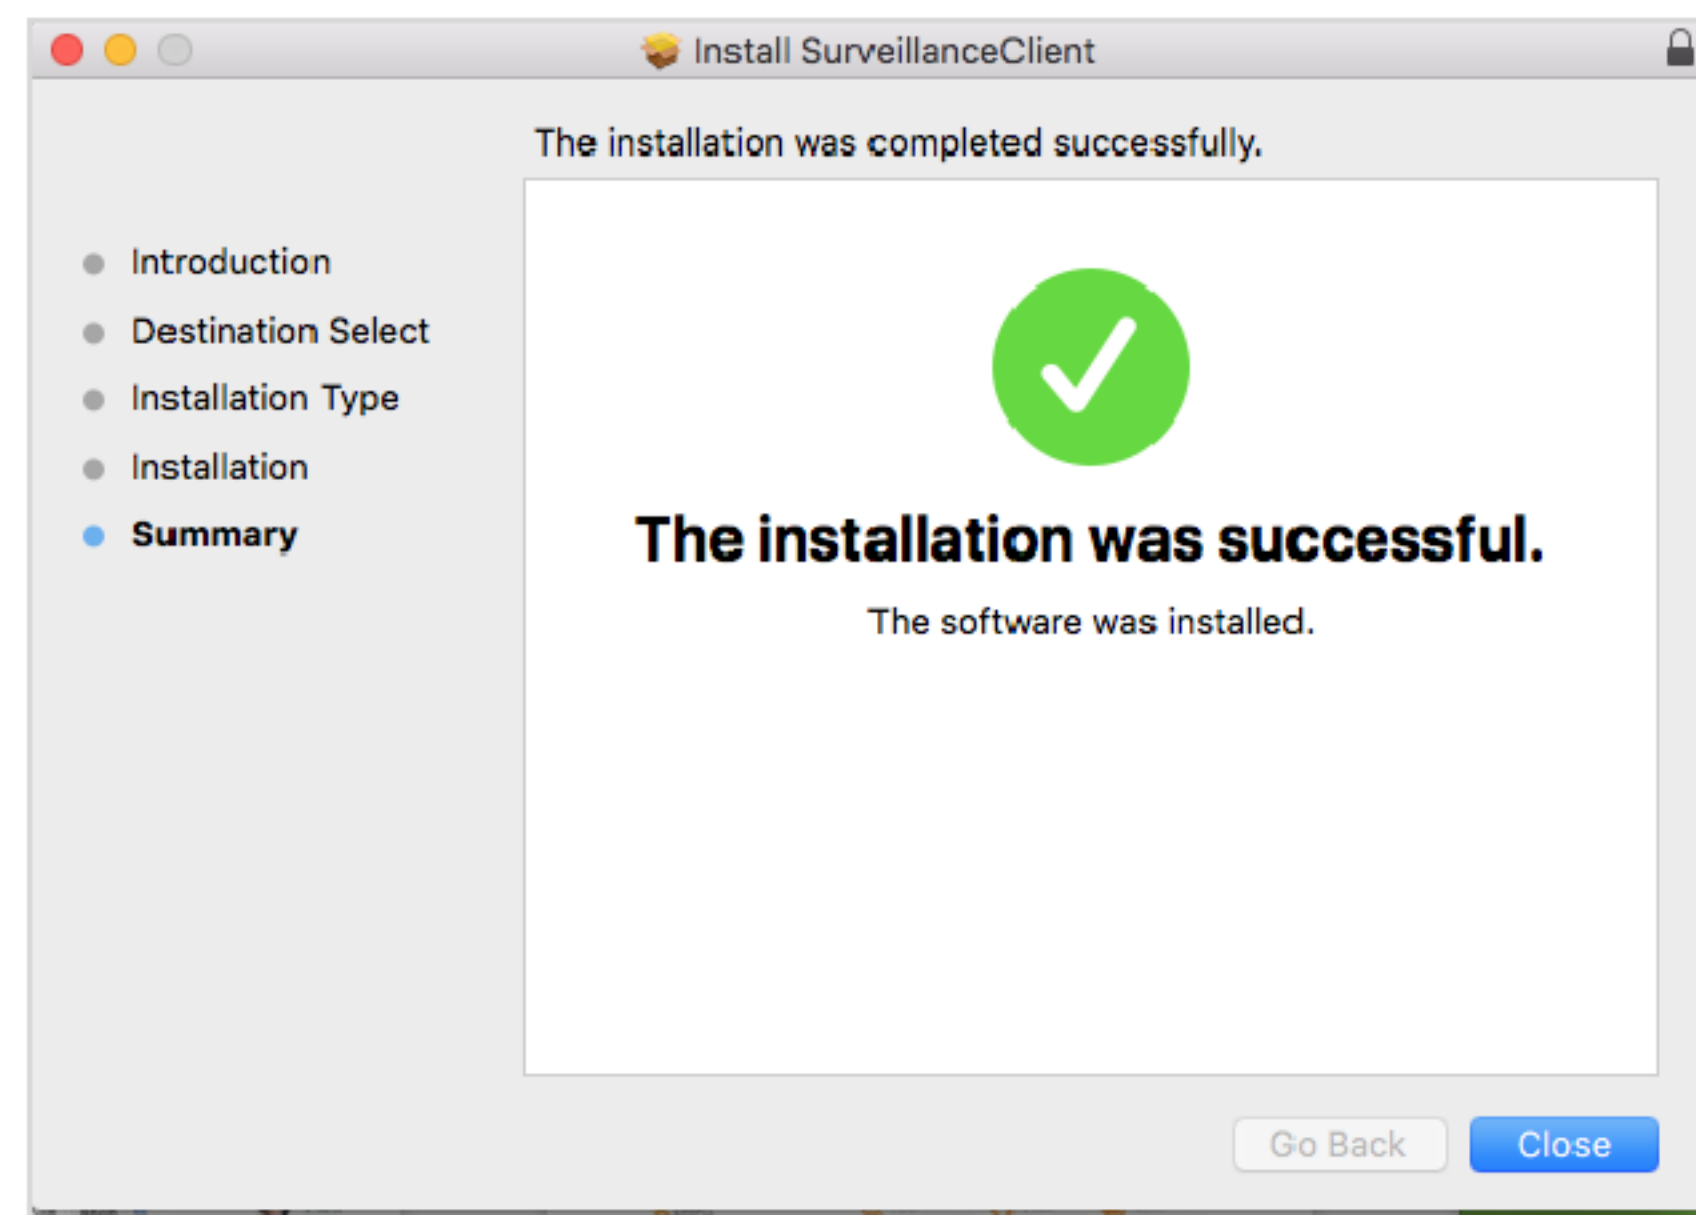 Install SurveillanceClient
The installation was completed successfully.
Introduction
Destination Select
Installation Type
Installation
Summary
The installation was successful.
The software was installed.
Go Back
Close